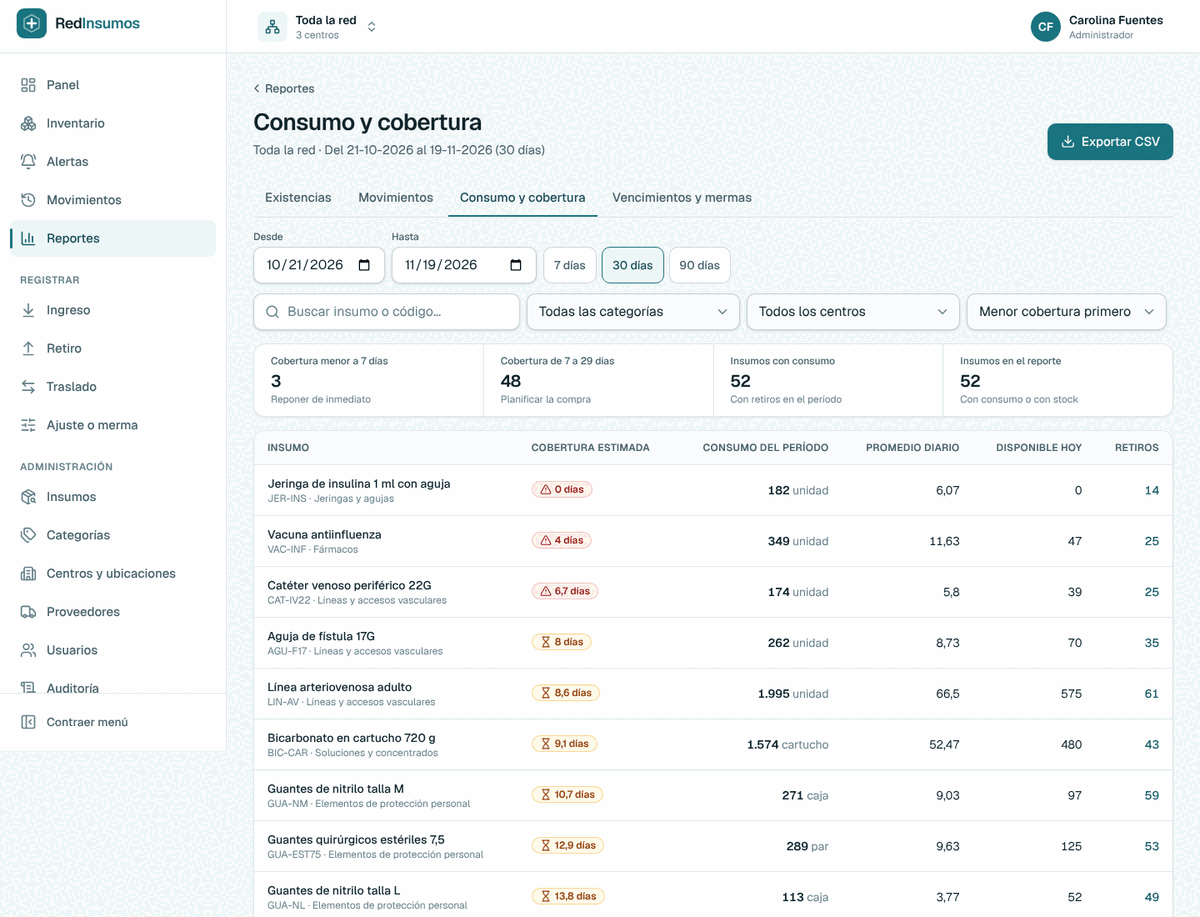 RedInsumos
Toda la red
3 centros
CF
Carolina Fuentes
Administrador
Panel
Inventario
Alertas
Movimientos
Reportes
REGISTRAR
Ingreso
Retiro
Traslado
Ajuste o merma
ADMINISTRACIÓN
Insumos
Categorías
Centros y ubicaciones
Proveedores
Usuarios
Auditoría
Contraer menú
Reportes
Consumo y cobertura
Toda la red · Del 21-10-2026 al 19-11-2026 (30 días)
Exportar CSV
Existencias Movimientos Consumo y cobertura Vencimientos y mermas
Desde Hasta
10/21/2026 11/19/2026 7 días 30 días 90 días
Buscar insumo o código... Todas las categorías Todos los centros Menor cobertura primero
Cobertura menor a 7 días
3
Reponer de inmediato
Cobertura de 7 a 29 días
48
Planificar la compra
Insumos con consumo
52
Con retiros en el período
Insumos en el reporte
52
Con consumo o con stock
INSUMO COBERTURA ESTIMADA CONSUMO DEL PERÍODO PROMEDIO DIARIO DISPONIBLE HOY RETIROS
Jeringa de insulina 1 ml con aguja
JER-INS · Jeringas y agujas
0 días 182 unidad 6,07 0 14
Vacuna antiinfluenza
VAC-INF · Fármacos
4 días 349 unidad 11,63 47 25
Catéter venoso periférico 22G
CAT-IV22 · Líneas y accesos vasculares
6,7 días 174 unidad 5,8 39 25
Aguja de fístula 17G
AGU-F17 · Líneas y accesos vasculares
8 días 262 unidad 8,73 70 35
Línea arteriovenosa adulto
LIN-AV · Líneas y accesos vasculares
8,6 días 1.995 unidad 66,5 575 61
Bicarbonato en cartucho 720 g
BIC-CAR · Soluciones y concentrados
9,1 días 1.574 cartucho 52,47 480 43
Guantes de nitrilo talla M
GUA-NM · Elementos de protección personal
10,7 días 271 caja 9,03 97 59
Guantes quirúrgicos estériles 7,5
GUA-EST75 · Elementos de protección personal
12,9 días 289 par 9,63 125 53
Guantes de nitrilo talla L
GUA-NL · Elementos de protección personal
13,8 días 113 caja 3,77 52 49